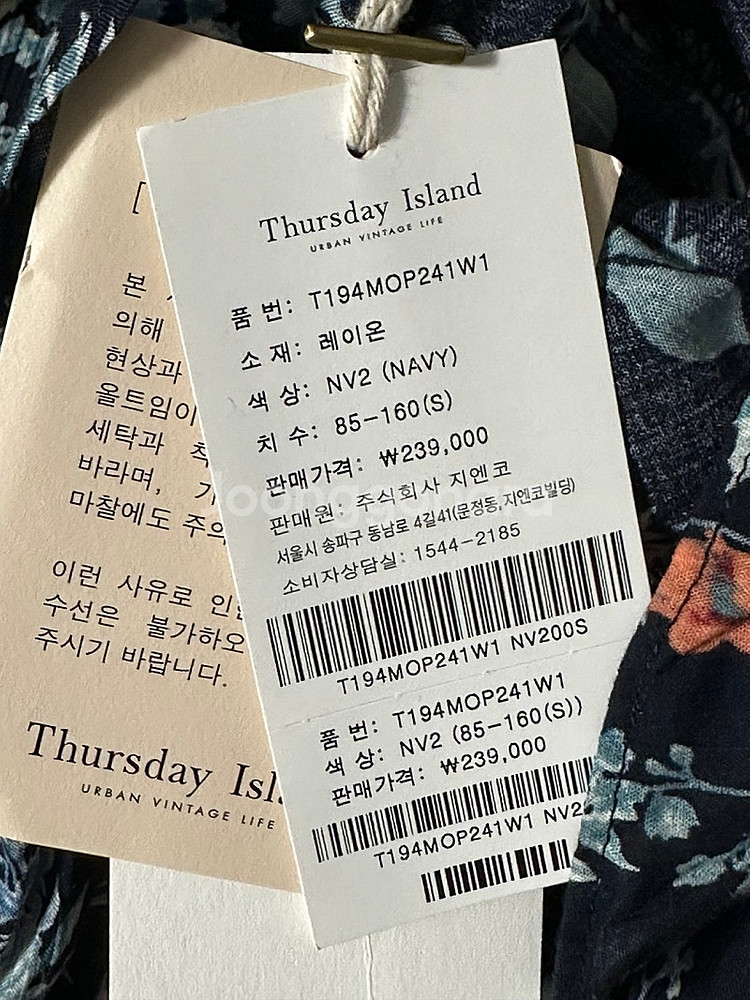 Thursday Island
URBAN VINTAGE LIFE
품 번: T194MOP241W1
소 재: 레이온
색 상: NV2 (NAVY)
치 수: 85-160(S)
판매가격: ₩239,000
판매원: 주식회사 지엔코
서울시 송파구 동남로 4길41(문정동,지엔코빌딩)
소비자상담실: 1544-2185
T194MOP241W1 NV200S
품 번: T194MOP241W1
색 상: NV2 (85-160(S))
판매가격: ₩239,000
T194MOP241W1 NV2
[
본
의해
현상과
올트임이
세탁과
바라며,
마찰에도 주의
이런 사유로
수선은 불가하오
주시기 바랍니다.
Thursday
URBAN VINTAGE LIFE